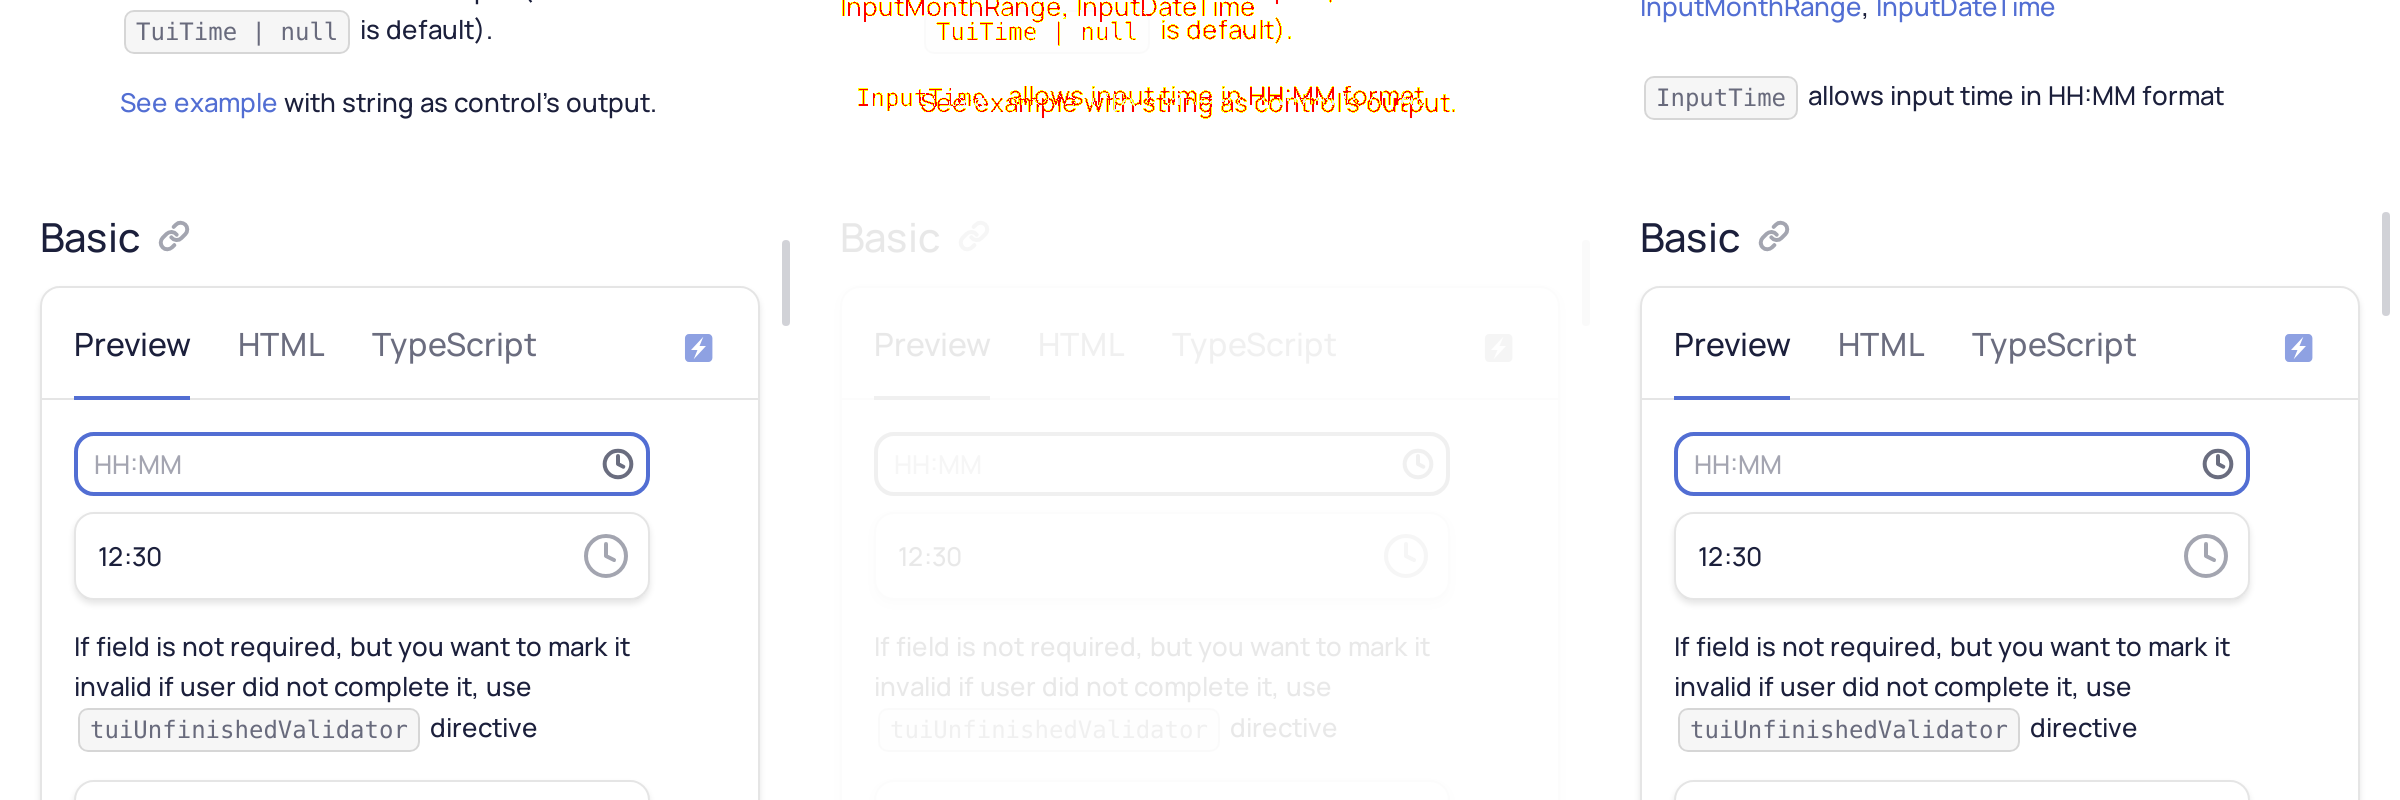 TuiTime | null is default).
See example with string as control's output.
Basic
Preview HTML TypeScript
HH:MM
12:30
If field is not required, but you want to mark it
invalid if user did not complete it, use
tuiUnfinishedValidator directive
InputMonthRange, InputDateTime
TuiTime | null is default).
InputTime allows input time in HH:MM format
See example with string as control's output.
Basic
Preview HTML TypeScript
HH:MM
12:30
If field is not required, but you want to mark it
invalid if user did not complete it, use
tuiUnfinishedValidator directive
InputMonthRange, InputDateTime
InputTime allows input time in HH:MM format
Basic
Preview HTML TypeScript
HH:MM
12:30
If field is not required, but you want to mark it
invalid if user did not complete it, use
tuiUnfinishedValidator directive